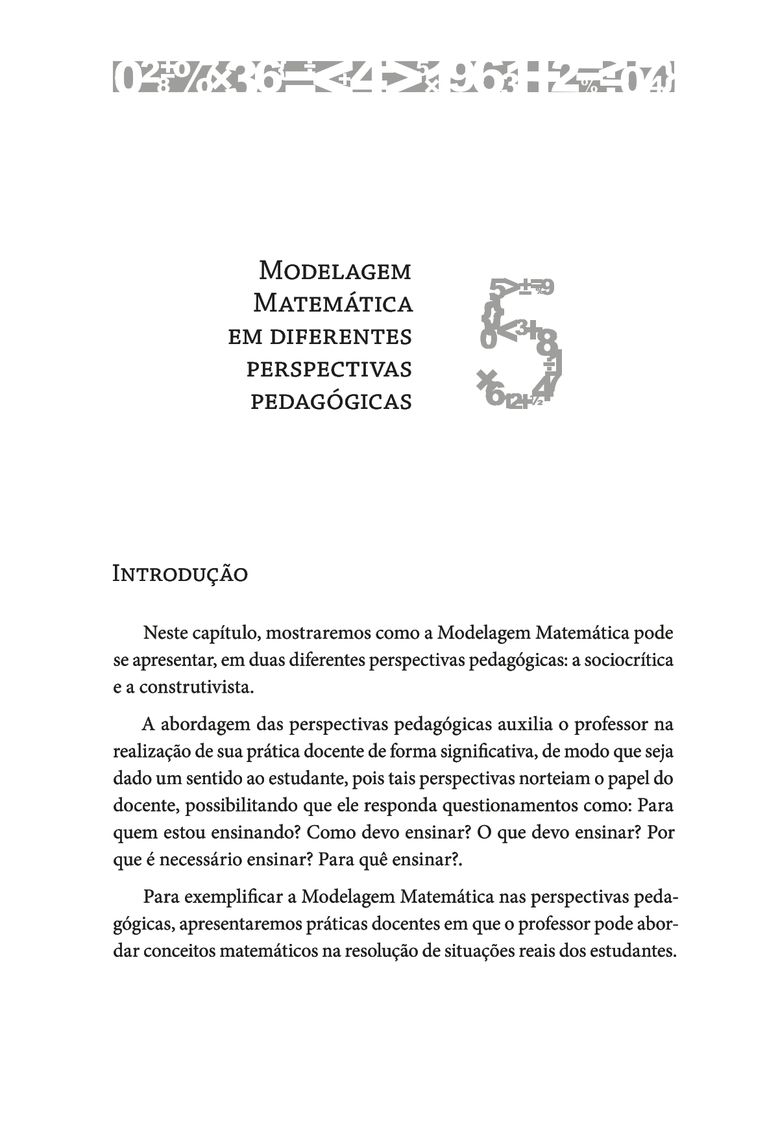 Modelagem
Matemática
em diferentes
perspectivas
pedagógicas
5
Introdução
Neste capítulo, mostraremos como a Modelagem Matemática pode
se apresentar, em duas diferentes perspectivas pedagógicas: a sociocrítica
e a construtivista.
A abordagem das perspectivas pedagógicas auxilia o professor na
realização de sua prática docente de forma significativa, de modo que seja
dado um sentido ao estudante, pois tais perspectivas norteiam o papel do
docente, possibilitando que ele responda questionamentos como: Para
quem estou ensinando? Como devo ensinar? O que devo ensinar? Por
que é necessário ensinar? Para quê ensinar?.
Para exemplificar a Modelagem Matemática nas perspectivas peda-
gógicas, apresentaremos práticas docentes em que o professor pode abor-
dar conceitos matemáticos na resolução de situações reais dos estudantes.